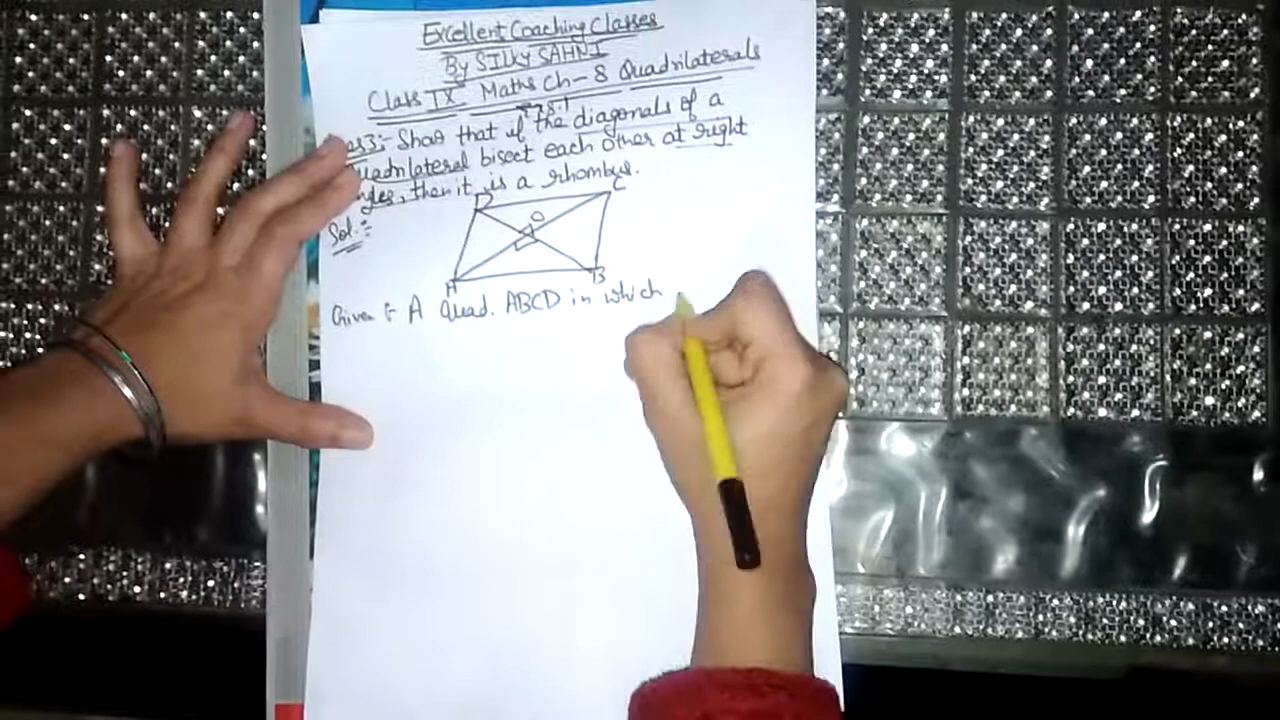 Excellent Coaching Classes
By SILKY SAHNI
Class IX Maths Ch-8 Quadrilaterals
8.1
Ques3:- Show that if the diagonals of a
Quadrilateral bisect each other at right
angles, then it is a rhombus.
Sol.:-
D C
O
A B
Given :- A Quad. ABCD in which